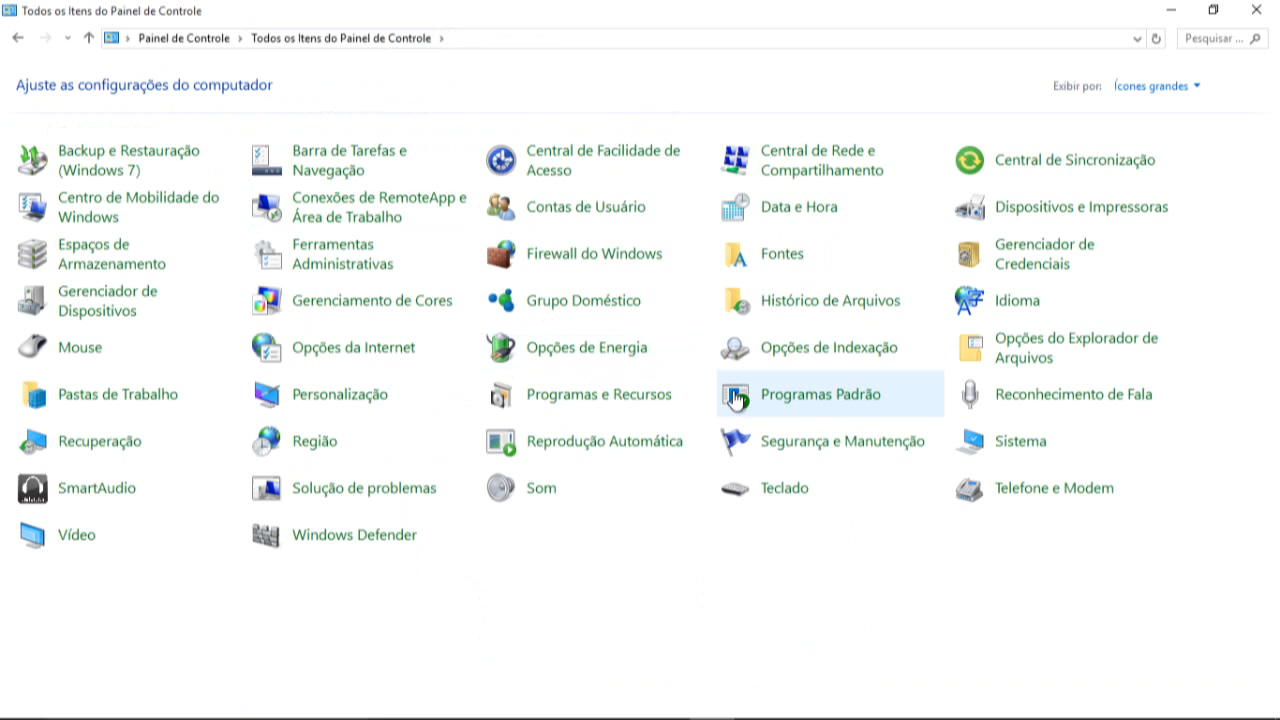 Todos os Itens do Painel de Controle
Painel de Controle
Todos os Itens do Painel de Controle
Pesquisar ...
Ajuste as configurações do computador
Exibir por:
Ícones grandes
Backup e Restauração
(Windows 7)
Barra de Tarefas e
Navegação
Central de Facilidade de
Acesso
Central de Rede e
Compartilhamento
Central de Sincronização
Centro de Mobilidade do
Windows
Conexões de RemoteApp e
Área de Trabalho
Contas de Usuário
Data e Hora
Dispositivos e Impressoras
Espaços de
Armazenamento
Ferramentas
Administrativas
Firewall do Windows
Fontes
Gerenciador de
Credenciais
Gerenciador de
Dispositivos
Gerenciamento de Cores
Grupo Doméstico
Histórico de Arquivos
Idioma
Mouse
Opções da Internet
Opções de Energia
Opções de Indexação
Opções do Explorador de
Arquivos
Pastas de Trabalho
Personalização
Programas e Recursos
Programas Padrão
Reconhecimento de Fala
Recuperação
Região
Reprodução Automática
Segurança e Manutenção
Sistema
SmartAudio
Solução de problemas
Som
Teclado
Telefone e Modem
Vídeo
Windows Defender